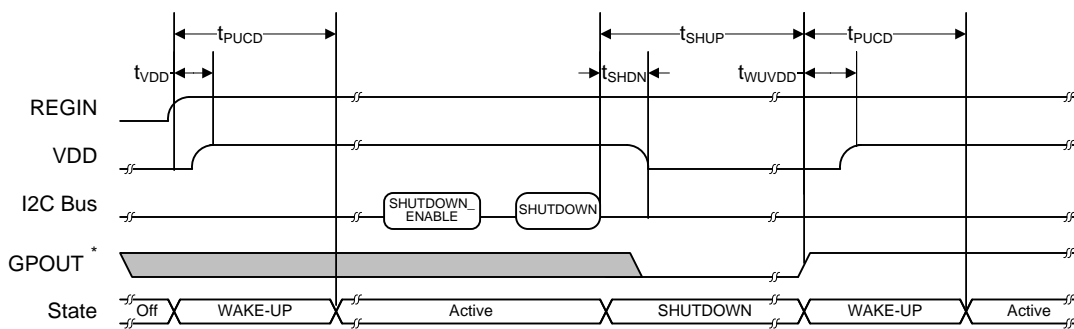 tPUCD
tSHUP
tPUCD
tVDD
tSHDN
tWUVDD
REGIN
VDD
I2C Bus
SHUTDOWN_
ENABLE
SHUTDOWN
GPOUT *
State
Off
WAKE-UP
Active
SHUTDOWN
WAKE-UP
Active